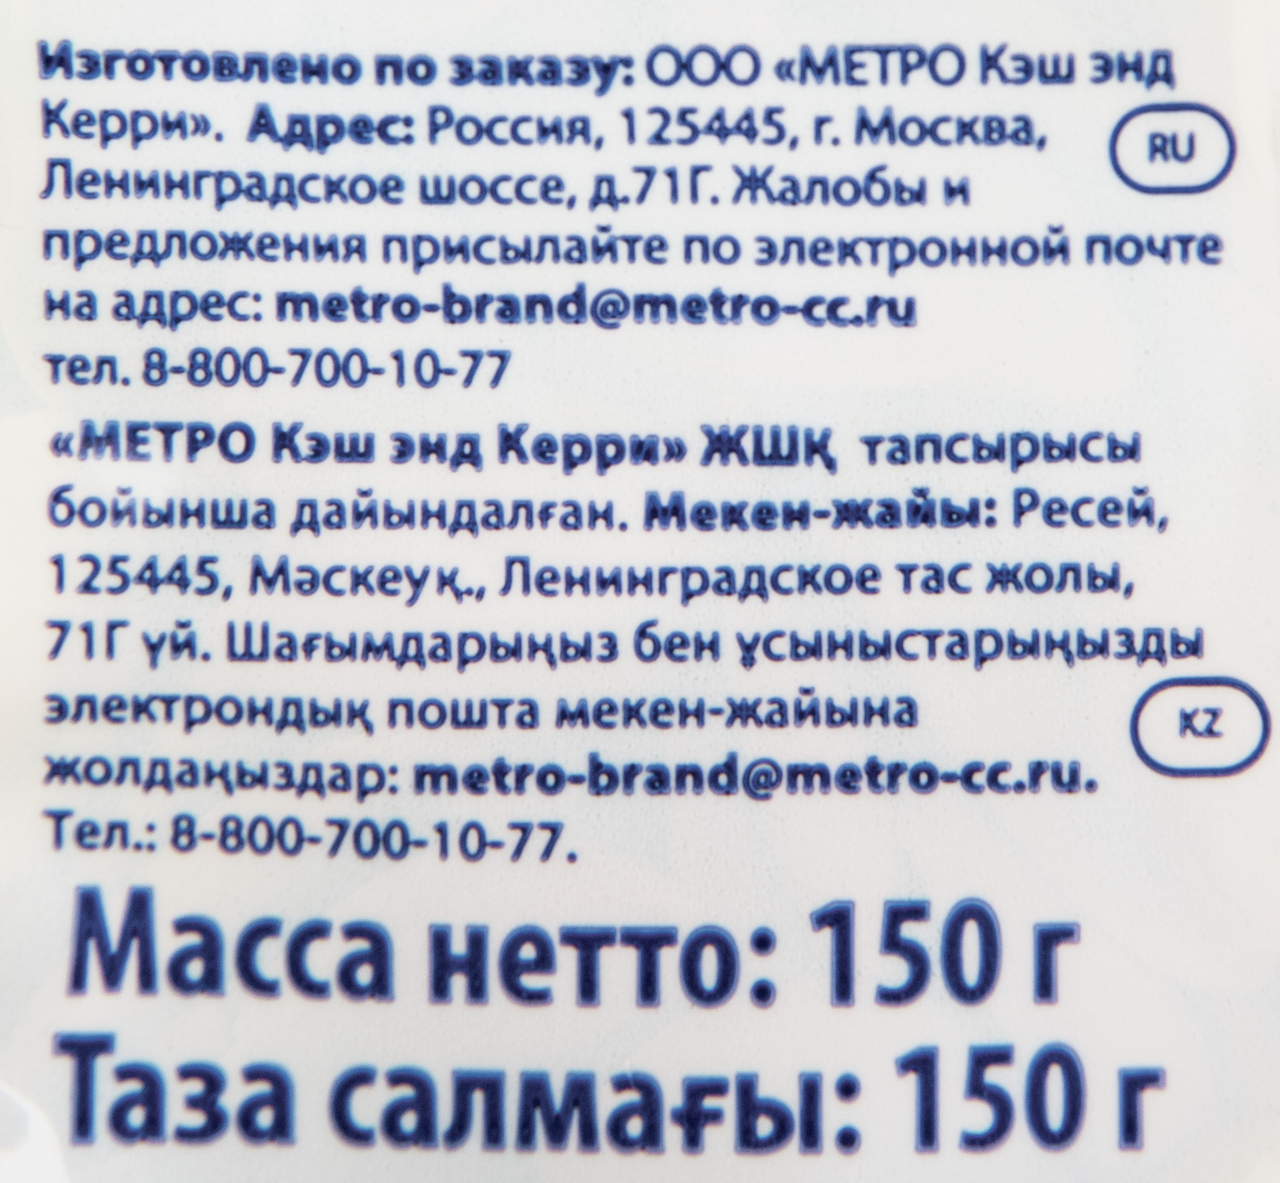 Изготовлено по заказу: ООО «МЕТРО Кэш энд
Керри». Адрес: Россия, 125445, г. Москва,
RU
Ленинградское шоссе, д.71Г. Жалобы и
предложения присылайте по электронной почте
на адрес: metro-brand@metro-cc.ru
тел. 8-800-700-10-77
«МЕТРО Кэш энд Керри» ЖШҚ тапсырысы
бойынша дайындалған. Мекен-жайы: Ресей,
125445, Мәскеу қ., Ленинградское тас жолы,
71Г үй. Шағымдарыңыз бен ұсыныстарыңызды
электрондық пошта мекен-жайына
KZ
жолдаңыздар: metro-brand@metro-cc.ru.
Тел.: 8-800-700-10-77.
Масса нетто: 150 г
Таза салмағы: 150 г